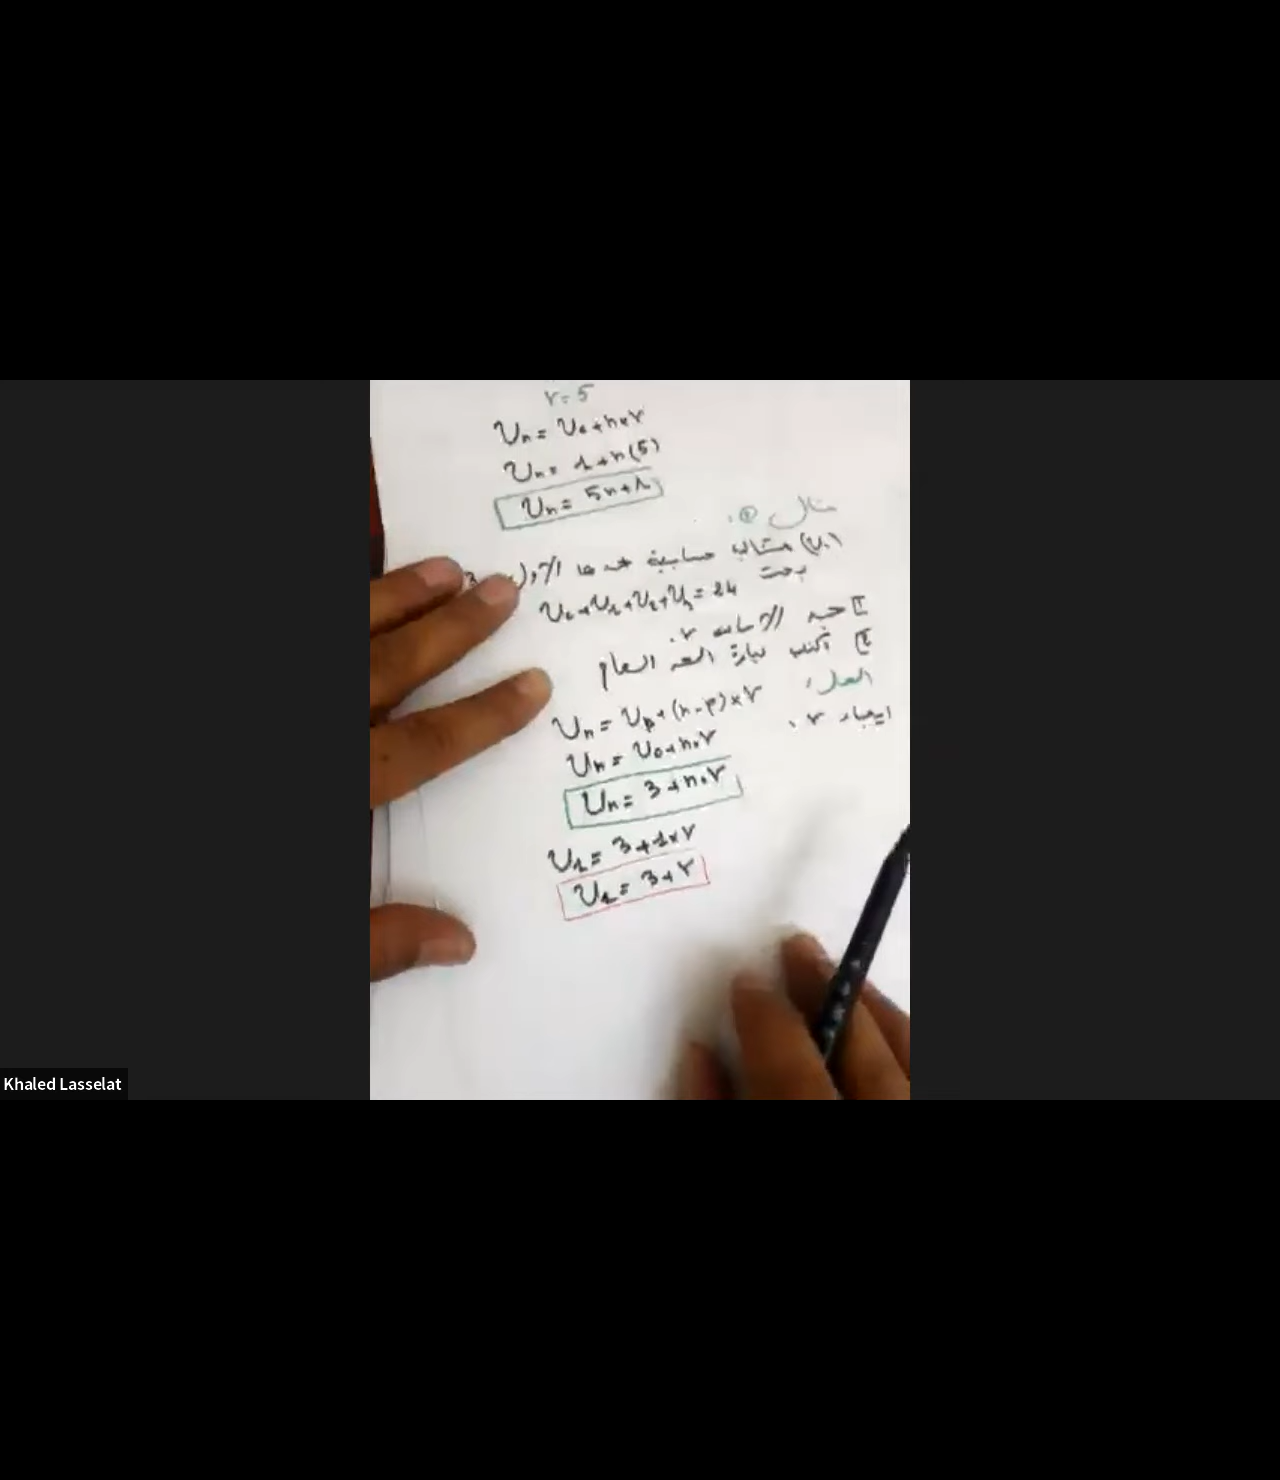 r = 5
Un = U0 + n.r
Un = 1 + n(5)
Un = 5n+1
مثال ②.
(Un) متتالية حسابية حدها الأول 3
بحيث U0+U1+U2+U3 = 24
1] جد الأساس r.
2] أكتب عبارة الحد العام
الحل:
ايجاد r.
Un = Up + (n-p)×r
Un = U0 + n.r
Un = 3 + n.r
U1 = 3+1×r
U1 = 3+r
Khaled Lasselat